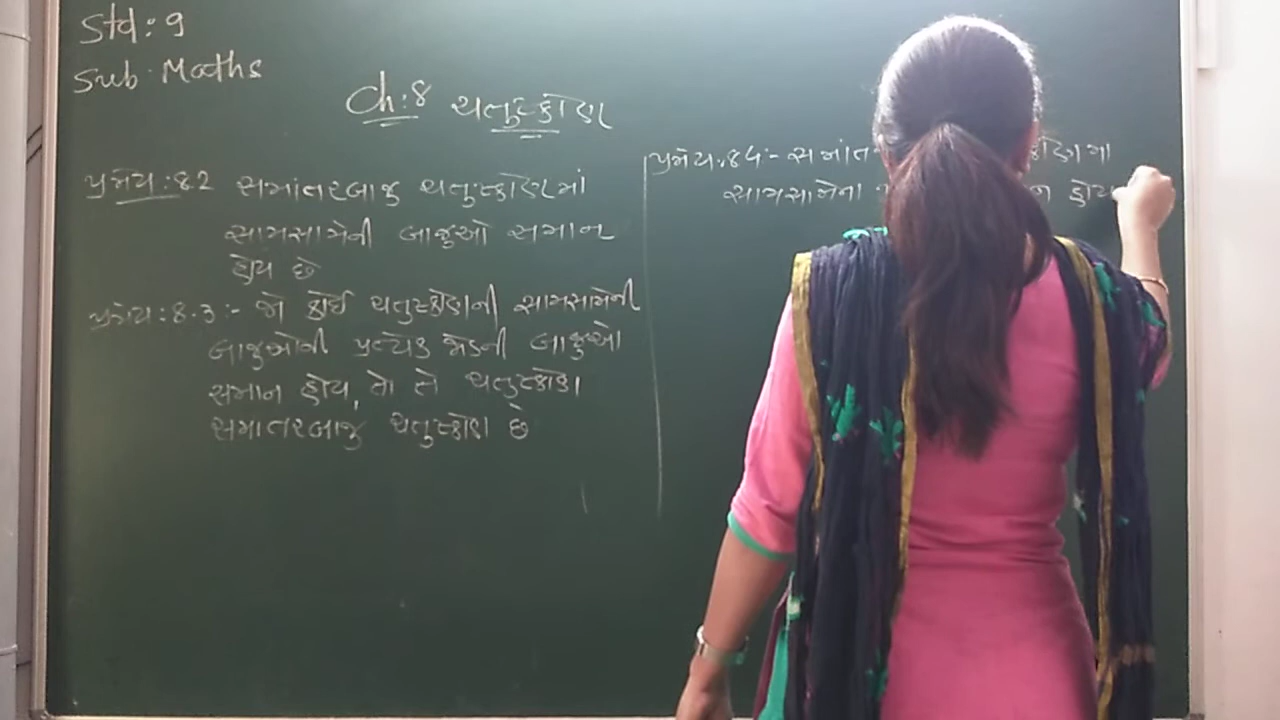 Std: 9
Sub: Maths
Ch:8 ચતુષ્કોણ
પ્રમેય:8.2 સમાંતરબાજુ ચતુષ્કોણમાં
સામસામેની બાજુઓ સમાન
હોય છે
પ્રમેય:8.3:- જો કોઈ ચતુષ્કોણની સામસામેની
બાજુઓની પ્રત્યેક જોડની બાજુઓ
સમાન હોય, તો તે ચતુષ્કોણ
સમાતરબાજુ ચતુષ્કોણ છે
પ્રમેય:8.4:- સમાંત
સામસામેના હોય